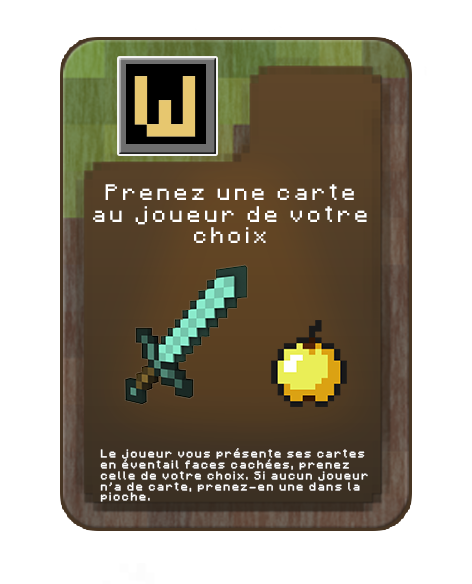 W
Prenez une carte
au joueur de votre
choix
Le joueur vous présente ses cartes
en éventail faces cachées, prenez
celle de votre choix. Si aucun joueur
n'a de carte, prenez-en une dans la
pioche.